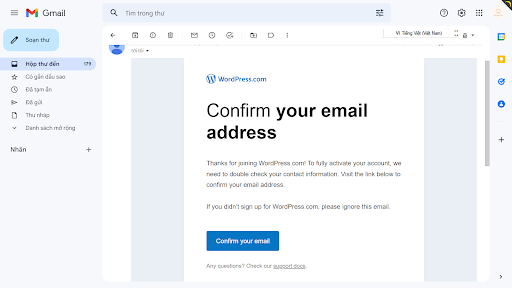 Gmail
Tìm trong thư
Soạn thư
VI Tiếng Việt (Việt Nam)
Hộp thư đến
Có gắn dấu sao
Đã tạm ẩn
Đã gửi
Thư nháp
Danh sách mở rộng
Nhãn
WordPress.com
Confirm your email
address
Thanks for joining WordPress.com! To fully activate your account, we
need to double check your contact information. Visit the link below to
confirm your email address.
If you didn't sign up for WordPress.com, please ignore this email.
Confirm your email
Any questions? Check our support docs.